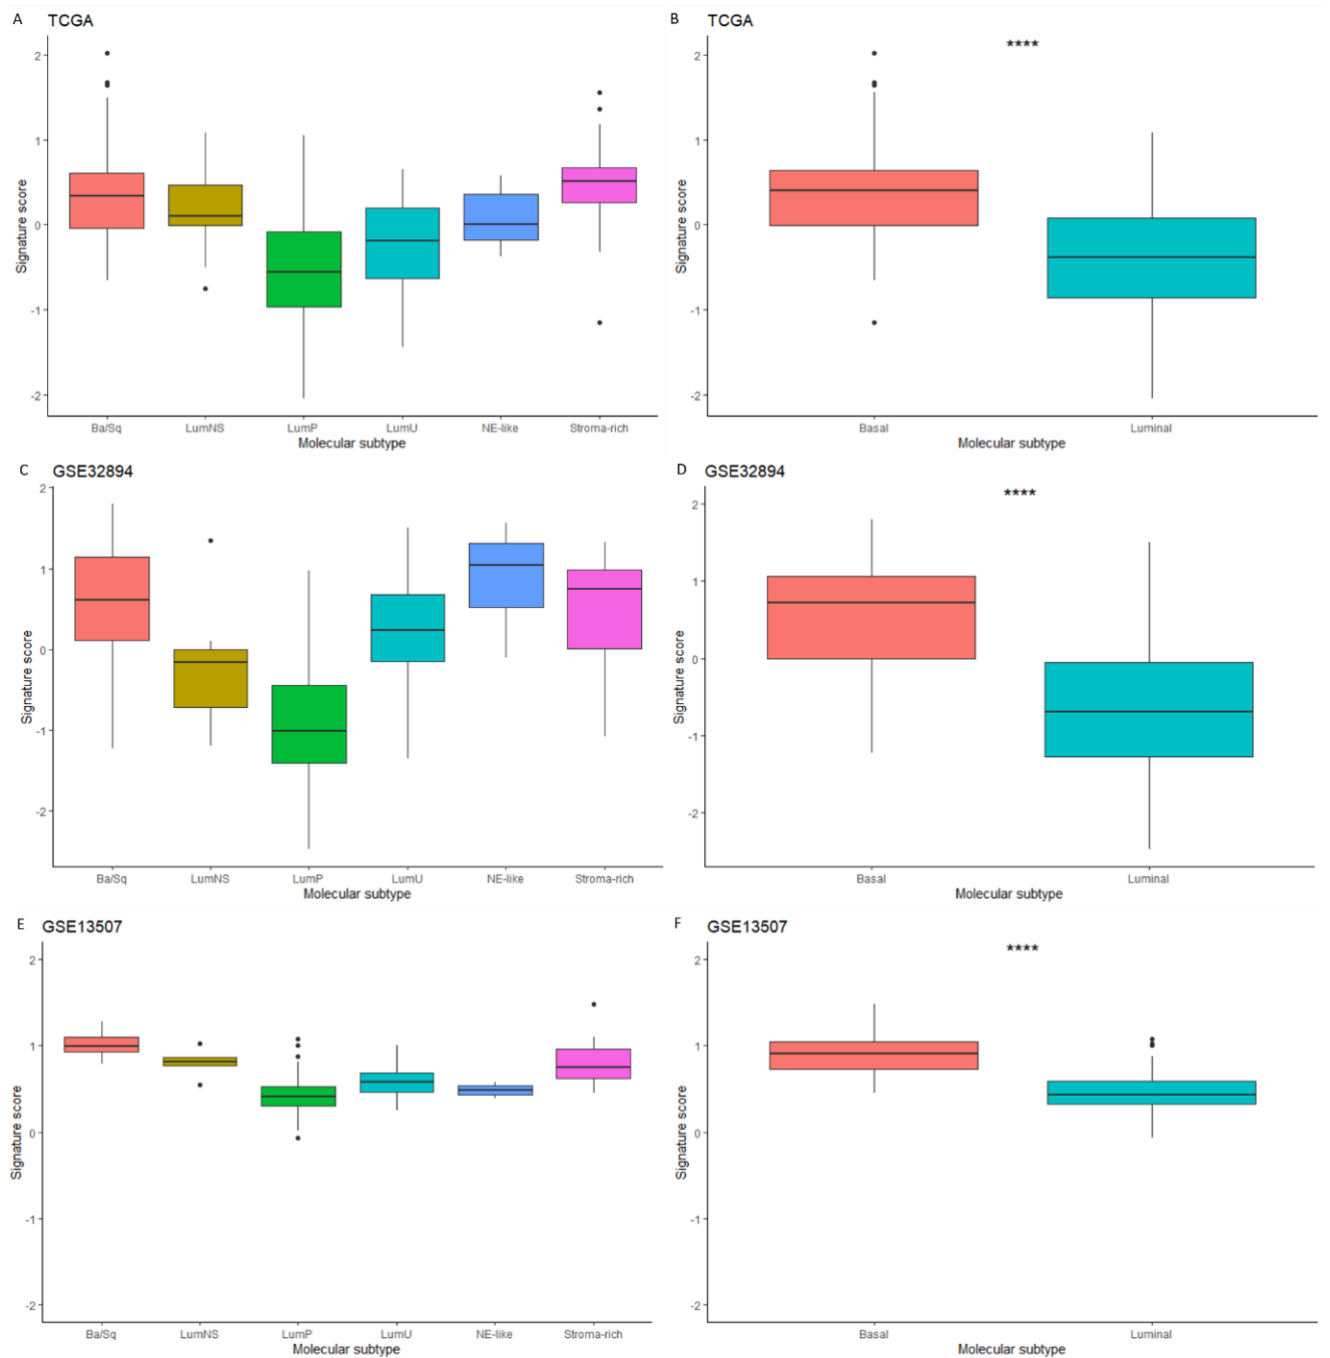 A TCGA
2
1
0
-1
-2
Signature score
Ba/Sq LumNS LumP LumU NE-like Stroma-rich
Molecular subtype
B TCGA
****
2
1
0
-1
-2
Signature score
Basal Luminal
Molecular subtype
C GSE32894
2
1
0
-1
-2
Signature score
Ba/Sq LumNS LumP LumU NE-like Stroma-rich
Molecular subtype
D GSE32894
****
2
1
0
-1
-2
Signature score
Basal Luminal
Molecular subtype
E GSE13507
2
1
0
-1
-2
Signature score
Ba/Sq LumNS LumP LumU NE-like Stroma-rich
Molecular subtype
F GSE13507
****
2
1
0
-1
-2
Signature score
Basal Luminal
Molecular subtype